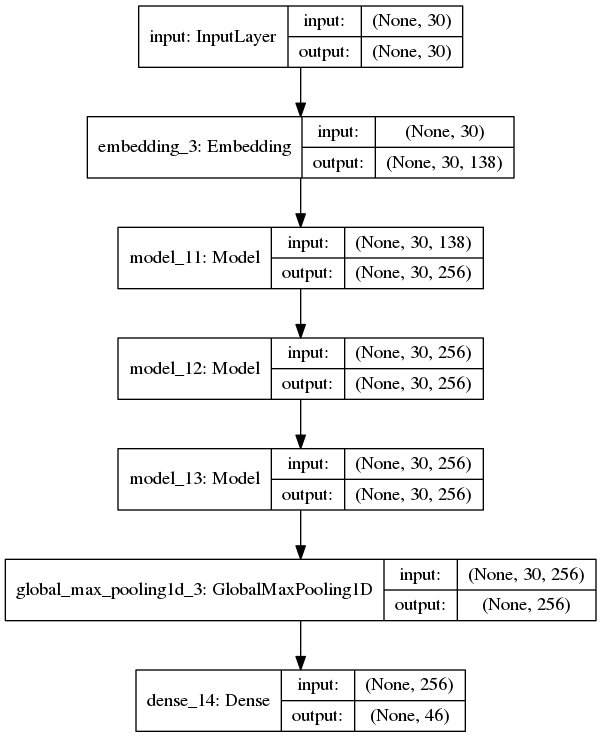 input: InputLayer
input: (None, 30)
output: (None, 30)
embedding_3: Embedding
input: (None, 30)
output: (None, 30, 138)
model_11: Model
input: (None, 30, 138)
output: (None, 30, 256)
model_12: Model
input: (None, 30, 256)
output: (None, 30, 256)
model_13: Model
input: (None, 30, 256)
output: (None, 30, 256)
global_max_pooling1d_3: GlobalMaxPooling1D
input: (None, 30, 256)
output: (None, 256)
dense_14: Dense
input: (None, 256)
output: (None, 46)